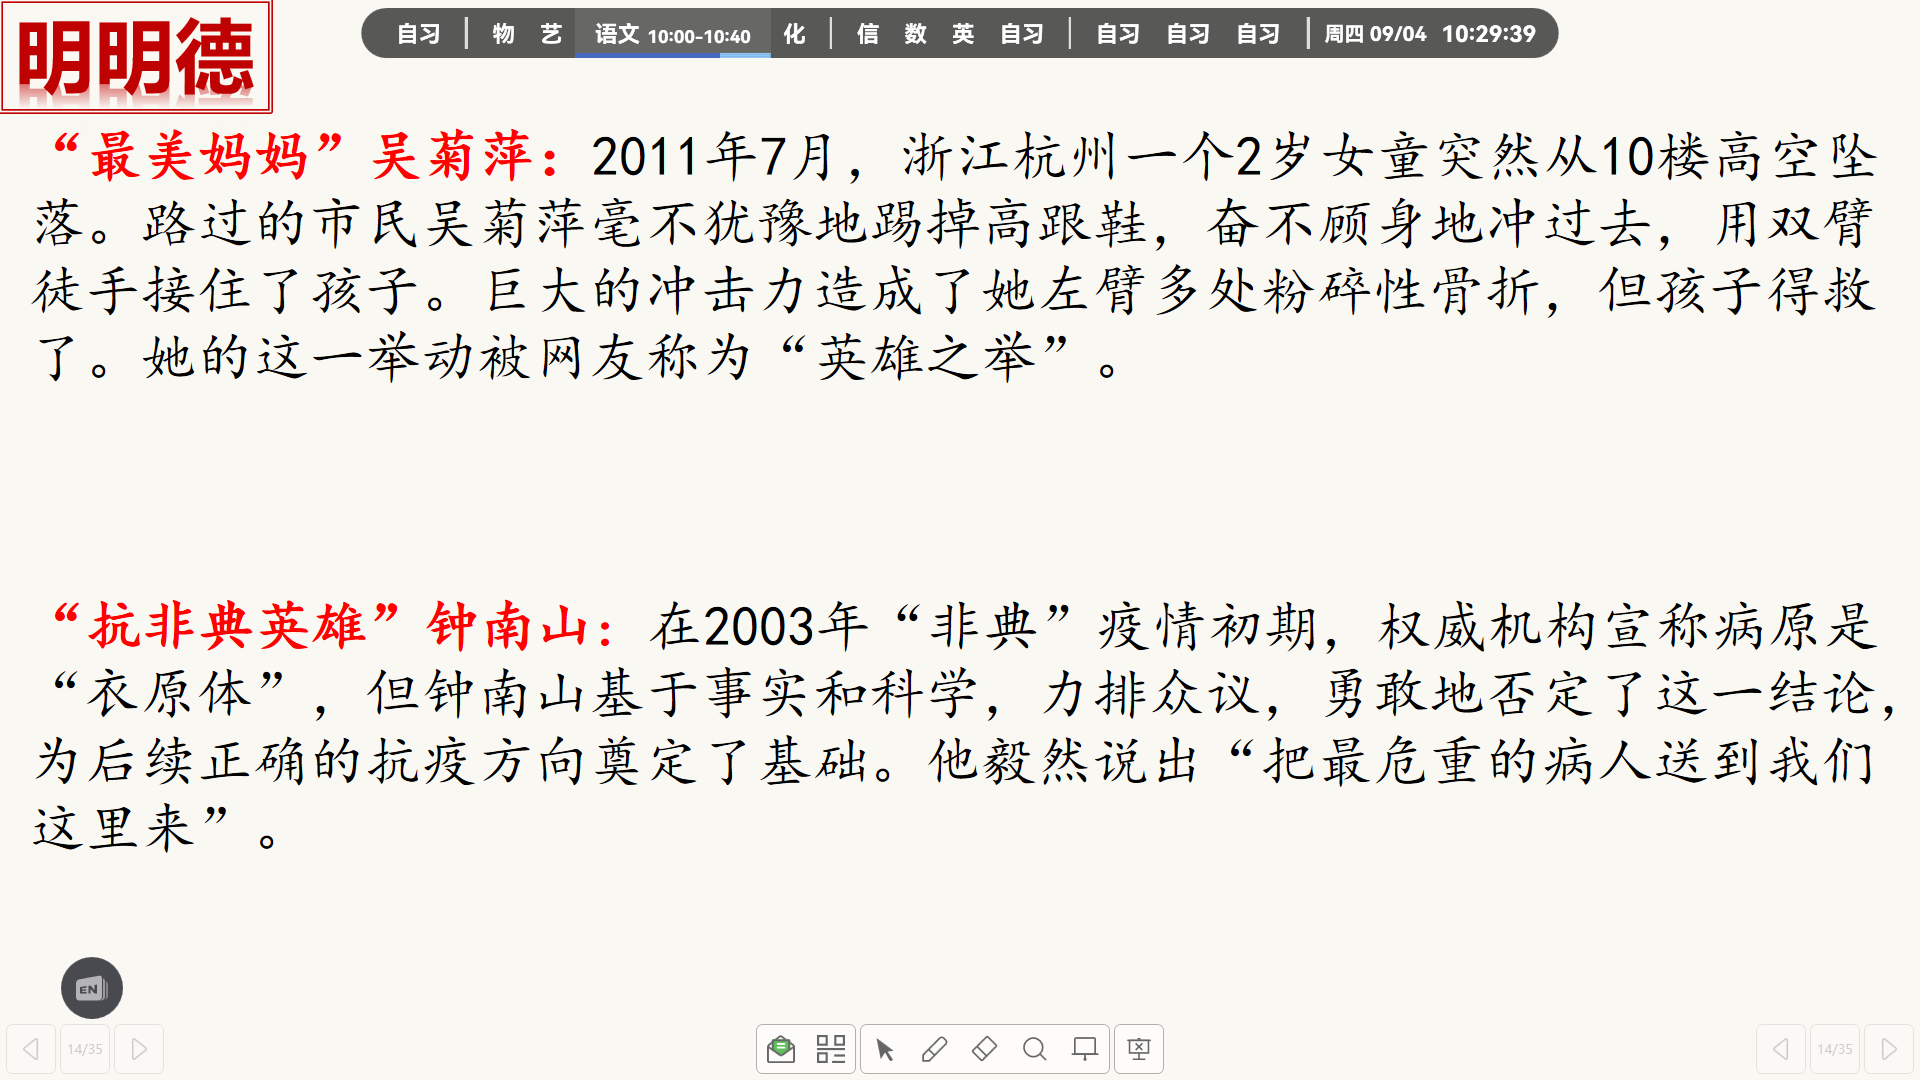 明明德
自习 物 艺 语文 10:00-10:40 化 信 数 英 自习 自习 自习 自习 周四 09/04 10:29:39
“最美妈妈”吴菊萍：2011年7月，浙江杭州一个2岁女童突然从10楼高空坠
落。路过的市民吴菊萍毫不犹豫地踢掉高跟鞋，奋不顾身地冲过去，用双臂
徒手接住了孩子。巨大的冲击力造成了她左臂多处粉碎性骨折，但孩子得救
了。她的这一举动被网友称为“英雄之举”。
“抗非典英雄”钟南山：在2003年“非典”疫情初期，权威机构宣称病原是
“衣原体”，但钟南山基于事实和科学，力排众议，勇敢地否定了这一结论，
为后续正确的抗疫方向奠定了基础。他毅然说出“把最危重的病人送到我们
这里来”。
EN
14/35
14/35